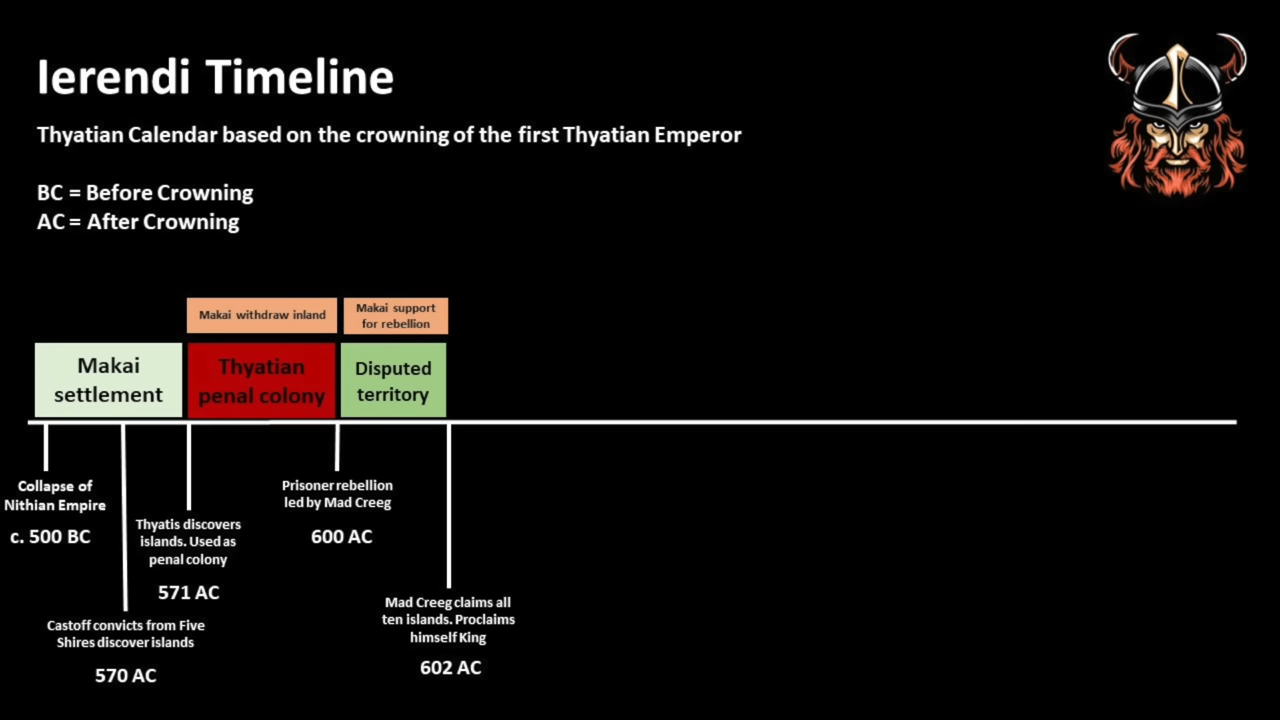 Ierendi Timeline
Thyatian Calendar based on the crowning of the first Thyatian Emperor
BC = Before Crowning
AC = After Crowning
Makai withdraw inland
Makai support
for rebellion
Makai
settlement
Thyatian
penal colony
Disputed
territory
Collapse of
Nithian Empire
c. 500 BC
Castoff convicts from Five
Shires discover islands
570 AC
Thyatis discovers
islands. Used as
penal colony
571 AC
Prisoner rebellion
led by Mad Creeg
600 AC
Mad Creeg claims all
ten islands. Proclaims
himself King
602 AC